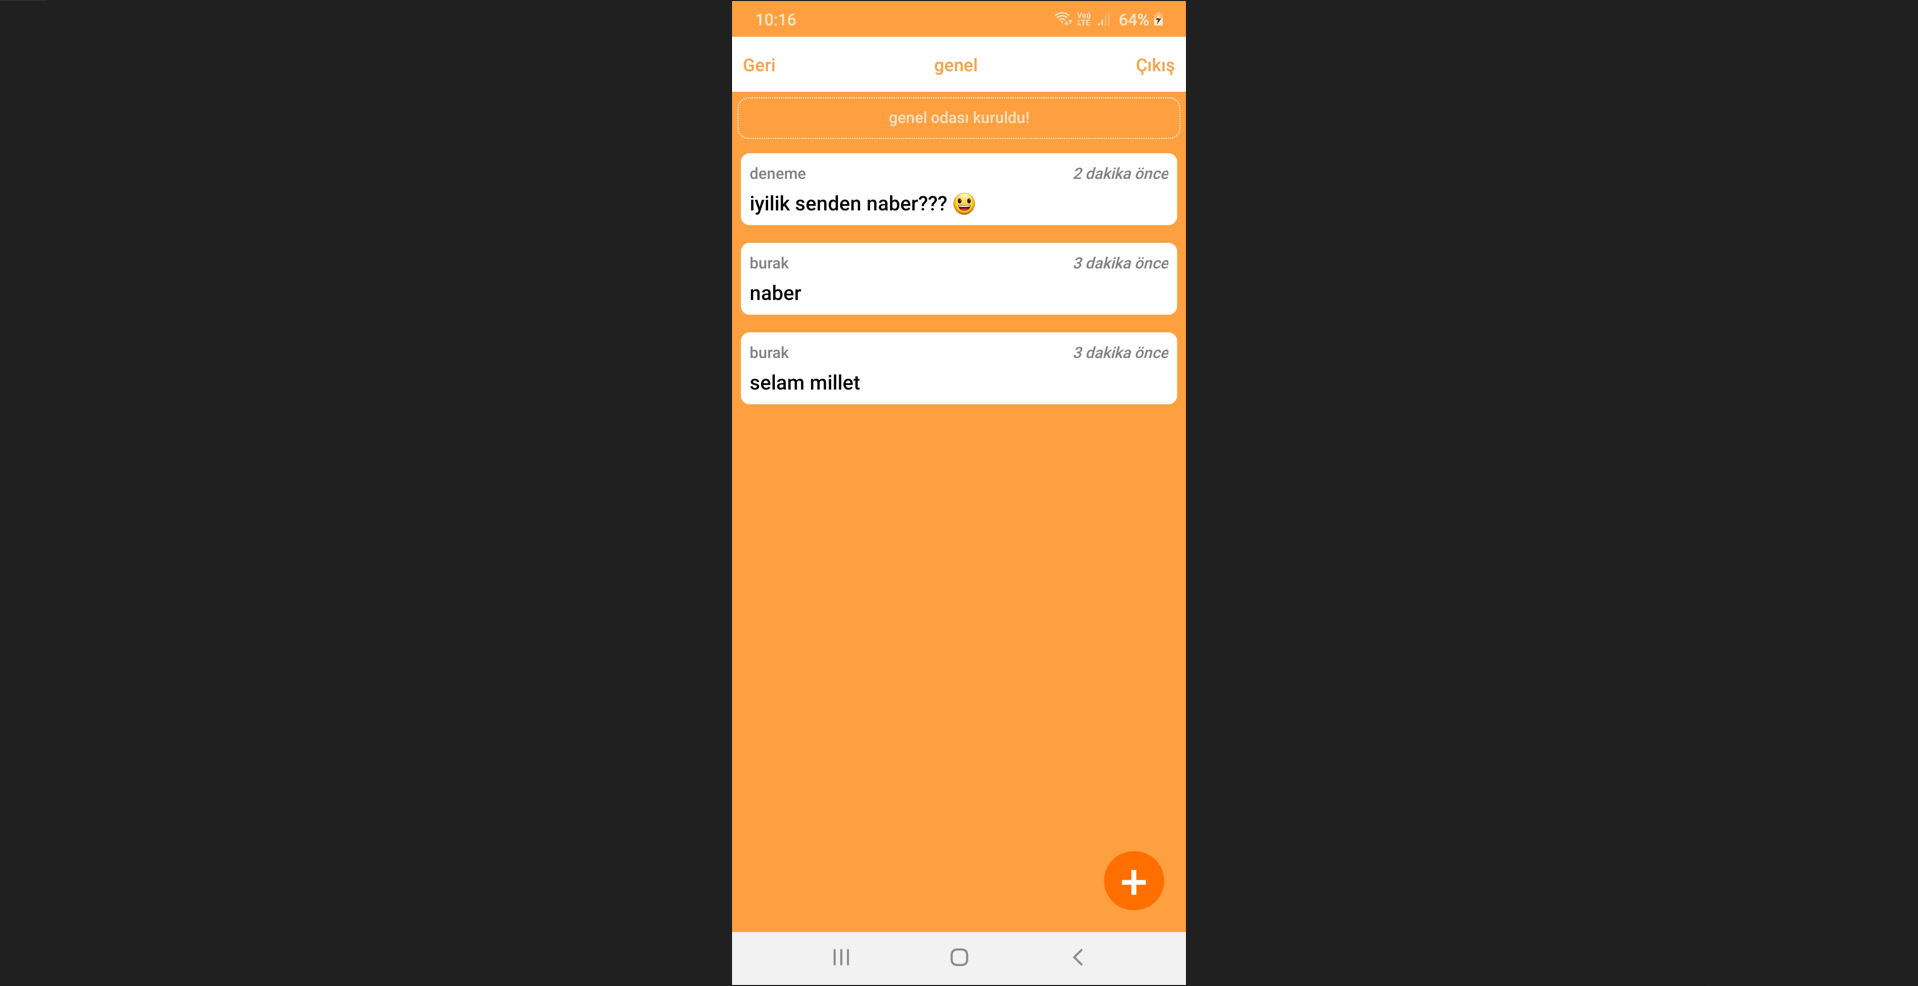 10:16 Vo)) LTE 64%
Geri genel Çıkış
genel odası kuruldu!
deneme 2 dakika önce
iyilik senden naber??? 😃
burak 3 dakika önce
naber
burak 3 dakika önce
selam millet